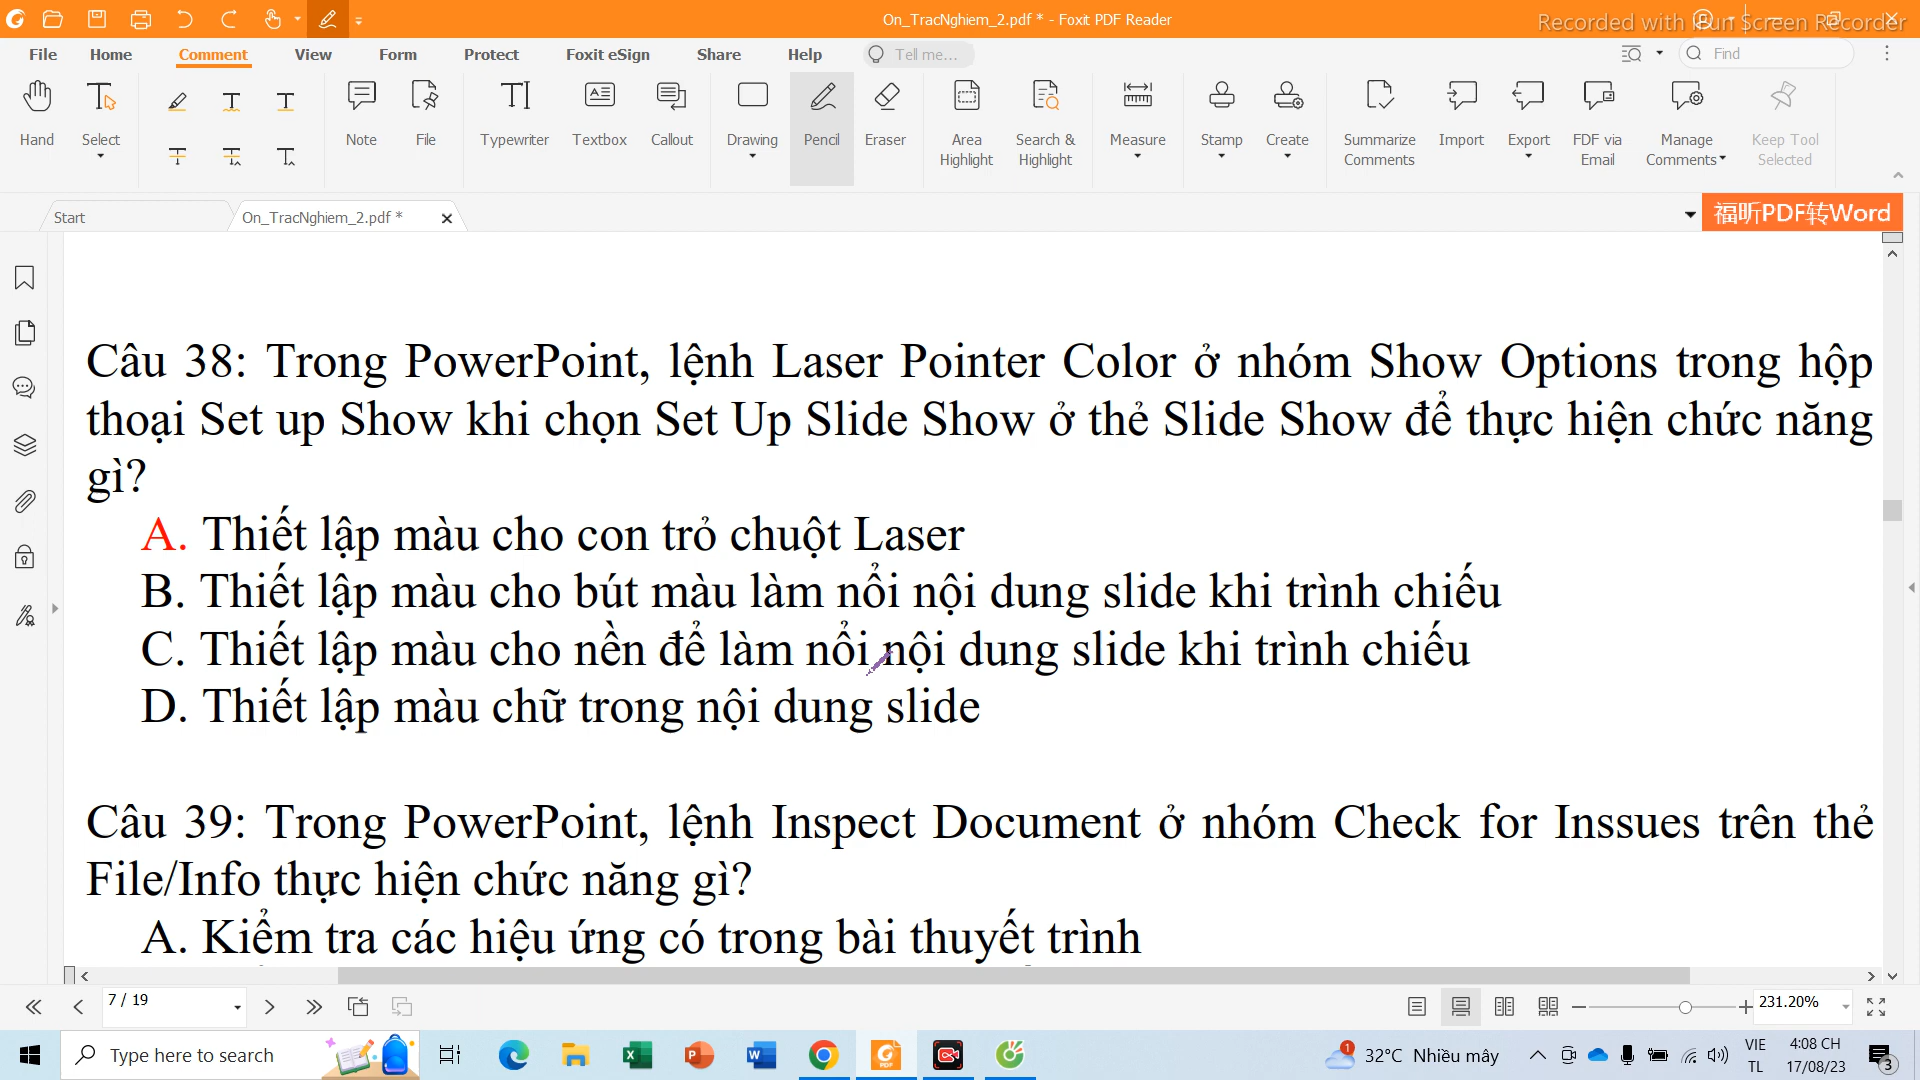 On_TracNghiem_2.pdf * - Foxit PDF Reader
Recorded with iFun Screen Recorder
File Home Comment View Form Protect Foxit eSign Share Help Tell me... Find
Hand Select Note File Typewriter Textbox Callout Drawing Pencil Eraser Area Highlight Search & Highlight Measure Stamp Create Summarize Comments Import Export FDF via Email Manage Comments Keep Tool Selected
Start On_TracNghiem_2.pdf * 福昕PDF转Word
Câu 38: Trong PowerPoint, lệnh Laser Pointer Color ở nhóm Show Options trong hộp
thoại Set up Show khi chọn Set Up Slide Show ở thẻ Slide Show để thực hiện chức năng
gì?
A. Thiết lập màu cho con trỏ chuột Laser
B. Thiết lập màu cho bút màu làm nổi nội dung slide khi trình chiếu
C. Thiết lập màu cho nền để làm nổi nội dung slide khi trình chiếu
D. Thiết lập màu chữ trong nội dung slide
Câu 39: Trong PowerPoint, lệnh Inspect Document ở nhóm Check for Inssues trên thẻ
File/Info thực hiện chức năng gì?
A. Kiểm tra các hiệu ứng có trong bài thuyết trình
7 / 19 231.20%
Type here to search 1 32°C Nhiều mây VIE 4:08 CH
TL 17/08/23 3